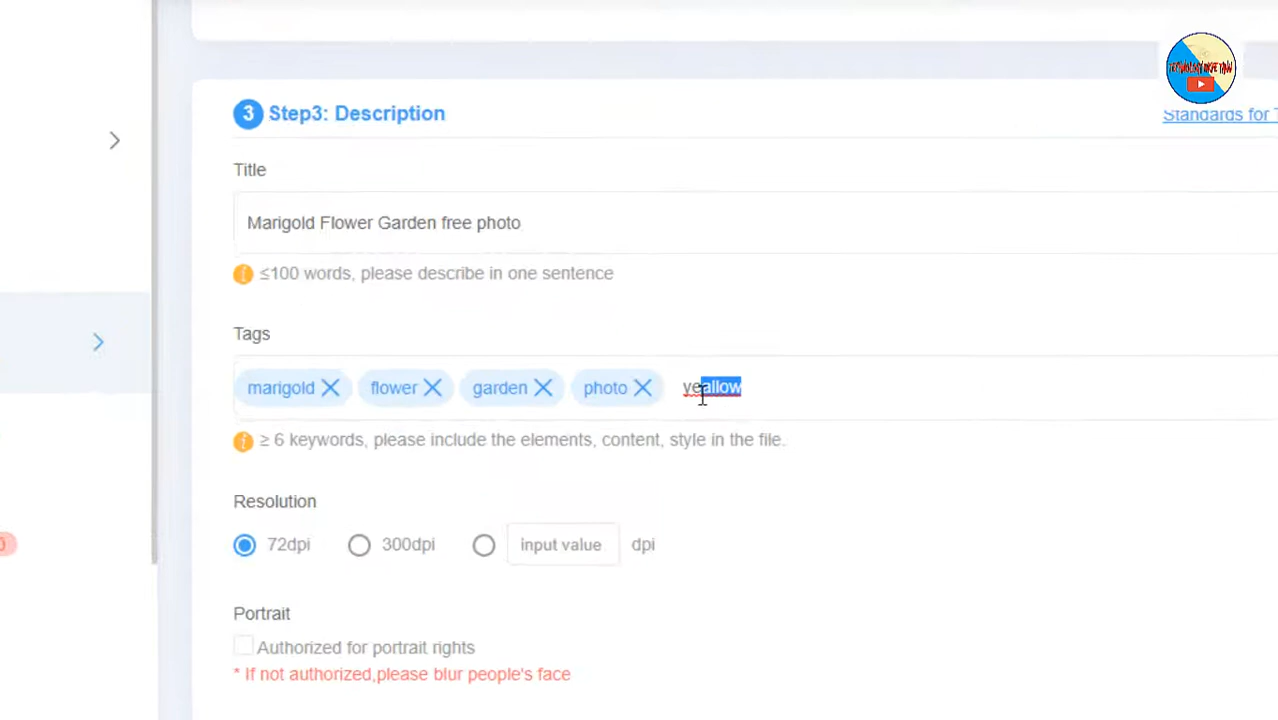 3 Step3: Description
Standards for
Title
Marigold Flower Garden free photo
≤100 words, please describe in one sentence
Tags
marigold flower garden photo yeallow
≥ 6 keywords, please include the elements, content, style in the file.
Resolution
72dpi 300dpi input value dpi
Portrait
Authorized for portrait rights
* If not authorized,please blur people's face